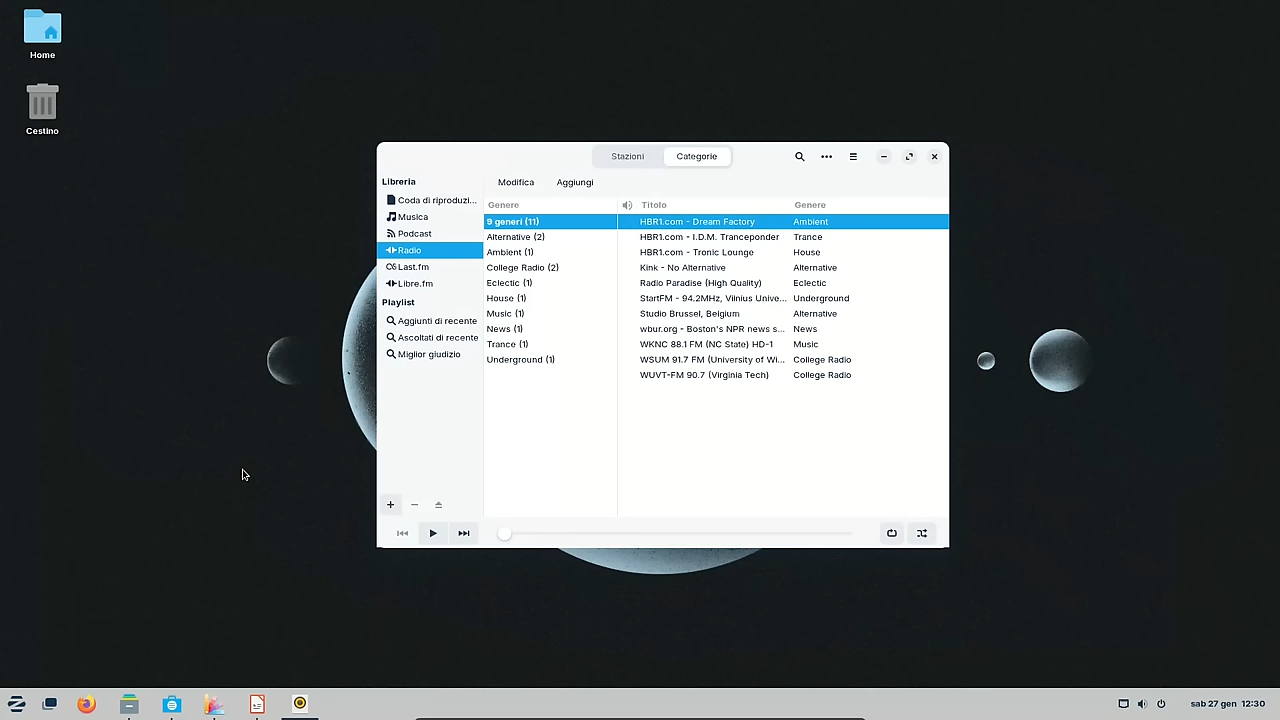 Home
Cestino
Stazioni
Categorie
Libreria
Modifica
Aggiungi
Coda di riproduzi...
Musica
Podcast
Radio
Last.fm
Libre.fm
Playlist
Aggiunti di recente
Ascoltati di recente
Miglior giudizio
Genere
9 generi (11)
Alternative (2)
Ambient (1)
College Radio (2)
Eclectic (1)
House (1)
Music (1)
News (1)
Trance (1)
Underground (1)
Titolo Genere
HBR1.com - Dream Factory Ambient
HBR1.com - I.D.M. Tranceponder Trance
HBR1.com - Tronic Lounge House
Kink - No Alternative Alternative
Radio Paradise (High Quality) Eclectic
StartFM - 94.2MHz, Vilnius Unive... Underground
Studio Brussel, Belgium Alternative
wbur.org - Boston's NPR news s... News
WKNC 88.1 FM (NC State) HD-1 Music
WSUM 91.7 FM (University of Wi... College Radio
WUVT-FM 90.7 (Virginia Tech) College Radio
sab 27 gen 12:30